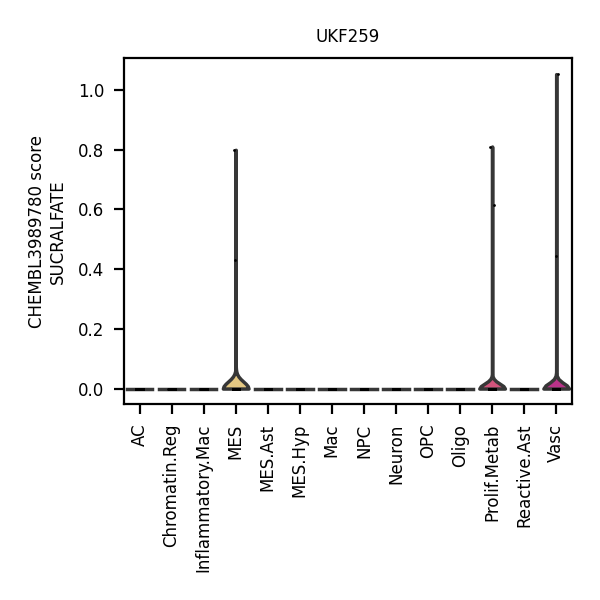 UKF259
CHEMBL3989780 score
SUCRALFATE
1.0
0.8
0.6
0.4
0.2
0.0
AC
Chromatin.Reg
Inflammatory.Mac
MES
MES.Ast
MES.Hyp
Mac
NPC
Neuron
OPC
Oligo
Prolif.Metab
Reactive.Ast
Vasc